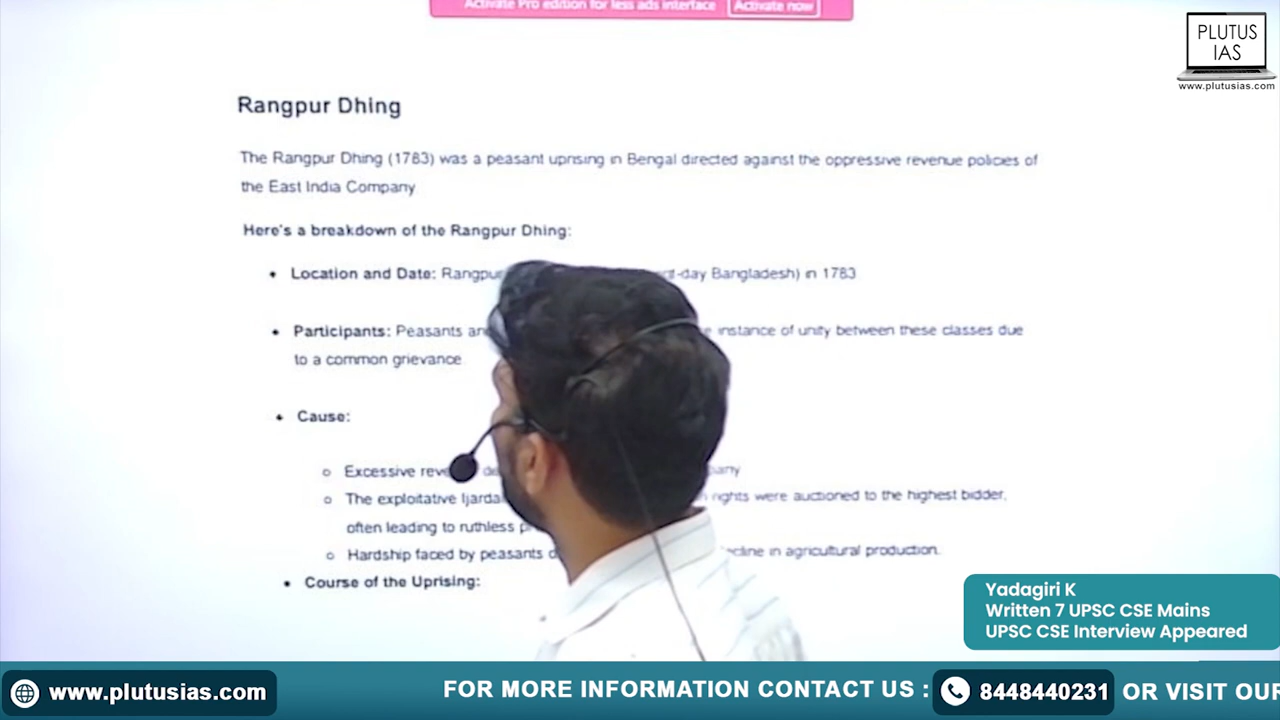 Activate Pro edition for less ads interface Activate now
PLUTUS
IAS
www.plutusias.com
Rangpur Dhing
The Rangpur Dhing (1783) was a peasant uprising in Bengal directed against the oppressive revenue policies of
the East India Company
Here's a breakdown of the Rangpur Dhing:
• Location and Date: Rangpur -day Bangladesh) in 1783
• Participants: Peasants instance of unity between these classes due
to a common grievance
• Cause:
o Excessive
o The exploitative rights were auctioned to the highest bidder,
often leading to ruthless
o Hardship faced by peasants in agricultural production.
• Course of the Uprising:
Yadagiri K
Written 7 UPSC CSE Mains
UPSC CSE Interview Appeared
www.plutusias.com FOR MORE INFORMATION CONTACT US : 8448440231 OR VISIT OUR